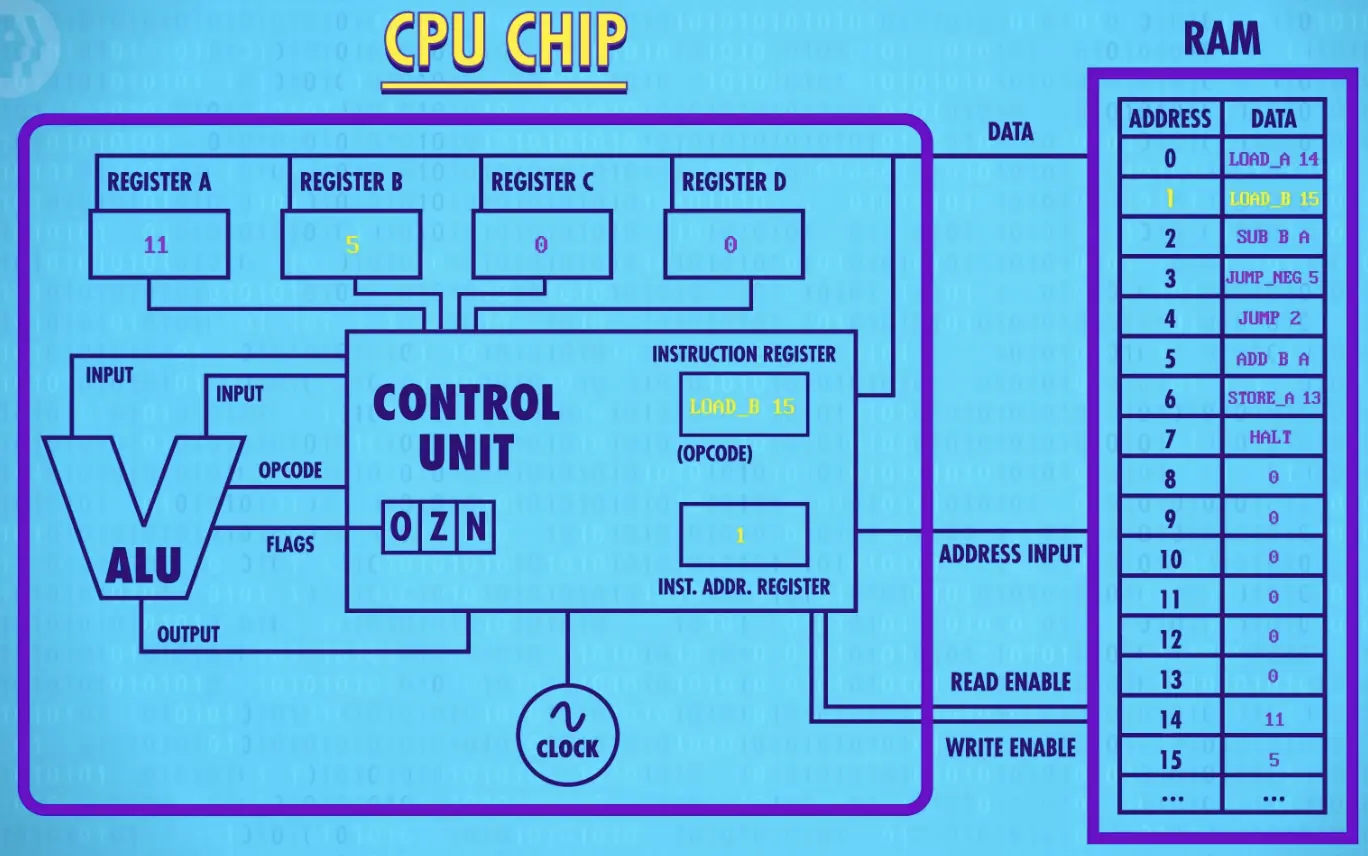 CPU CHIP
RAM
DATA
REGISTER A
REGISTER B
REGISTER C
REGISTER D
11
5
0
0
INPUT
INPUT
CONTROL
UNIT
INSTRUCTION REGISTER
LOAD_B 15
(OPCODE)
OPCODE
FLAGS
O Z N
1
INST. ADDR. REGISTER
ALU
OUTPUT
CLOCK
ADDRESS INPUT
READ ENABLE
WRITE ENABLE
ADDRESS DATA
0 LOAD_A 14
1 LOAD_B 15
2 SUB B A
3 JUMP_NEG 5
4 JUMP 2
5 ADD B A
6 STORE_A 13
7 HALT
8 0
9 0
10 0
11 0
12 0
13 0
14 11
15 5
... ...